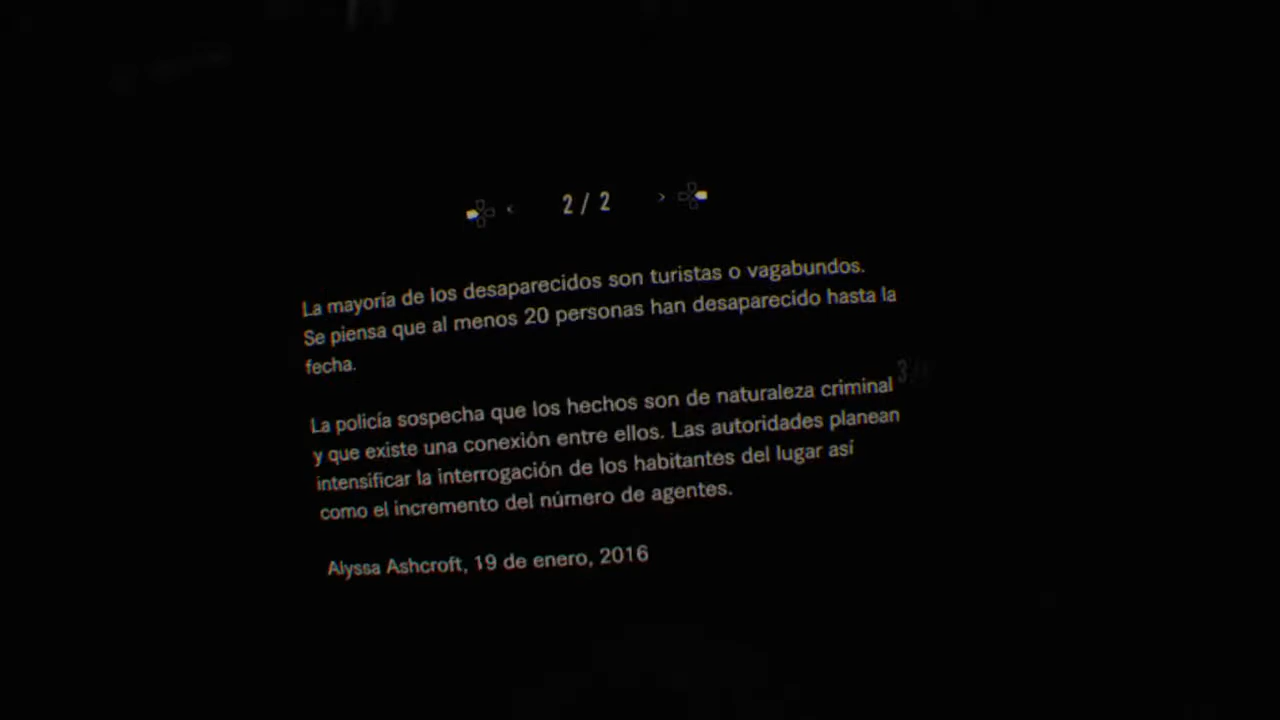 < 2 / 2 >
La mayoría de los desaparecidos son turistas o vagabundos.
Se piensa que al menos 20 personas han desaparecido hasta la
fecha.
La policía sospecha que los hechos son de naturaleza criminal
y que existe una conexión entre ellos. Las autoridades planean
intensificar la interrogación de los habitantes del lugar así
como el incremento del número de agentes.
Alyssa Ashcroft, 19 de enero, 2016